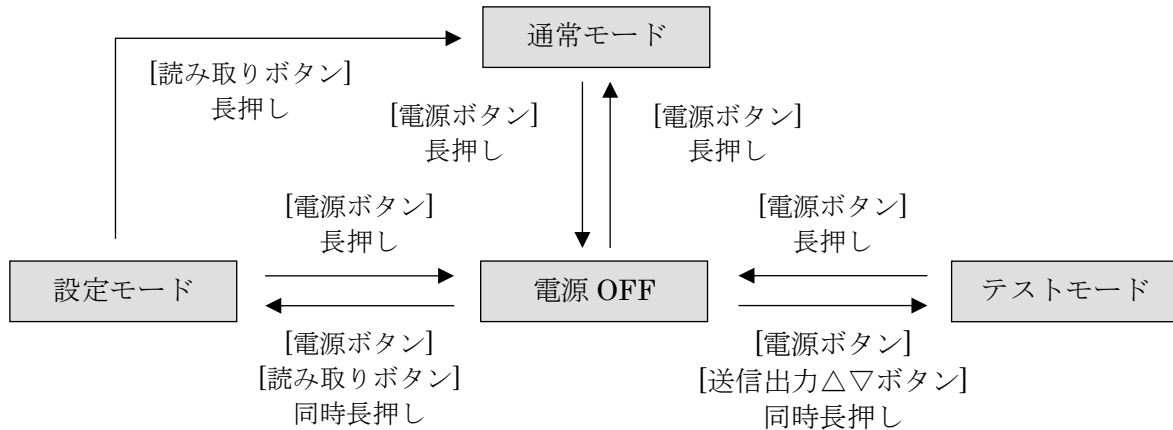 通常モード
[読み取りボタン]
長押し
[電源ボタン]
長押し
[電源ボタン]
長押し
[電源ボタン]
長押し
[電源ボタン]
長押し
設定モード
電源 OFF
テストモード
[電源ボタン]
[読み取りボタン]
同時長押し
[電源ボタン]
[送信出力△▽ボタン]
同時長押し